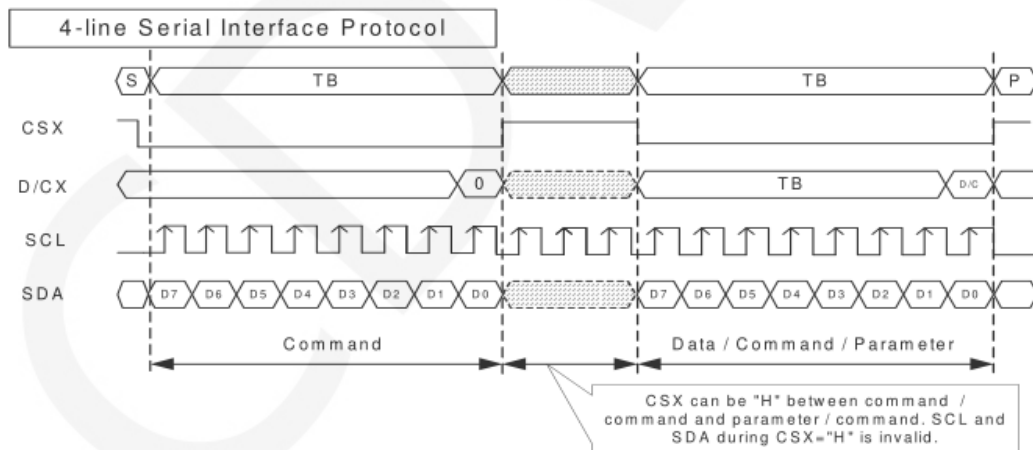 4-line Serial Interface Protocol
S TB TB P
CSX
D/CX 0 TB D/C
SCL
SDA D7 D6 D5 D4 D3 D2 D1 D0 D7 D6 D5 D4 D3 D2 D1 D0
Command Data / Command / Parameter
CSX can be "H" between command /
command and parameter / command. SCL and
SDA during CSX="H" is invalid.